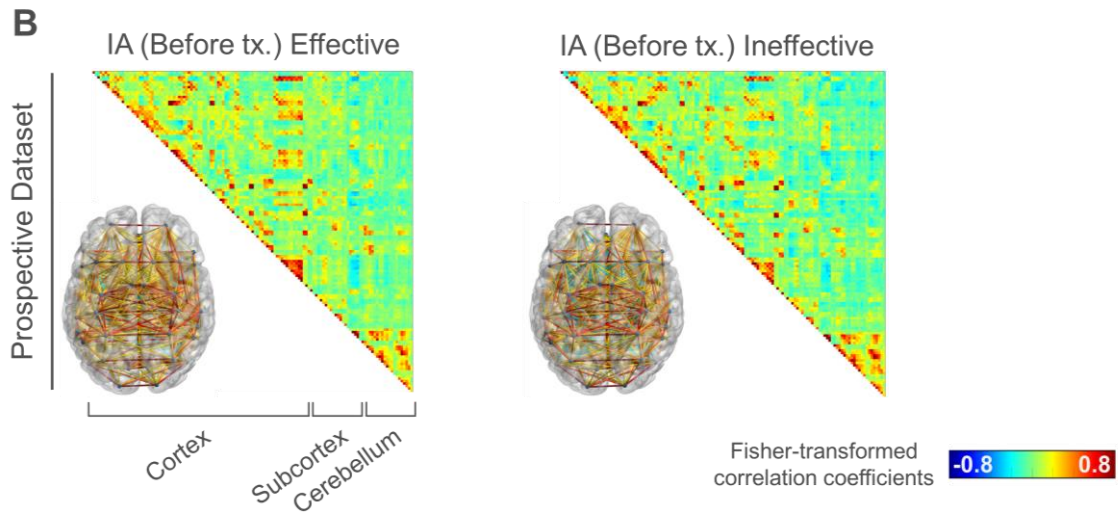 B
IA (Before tx.) Effective
IA (Before tx.) Ineffective
Prospective Dataset
Cortex
Subcortex
Cerebellum
Fisher-transformed
correlation coefficients
-0.8
0.8